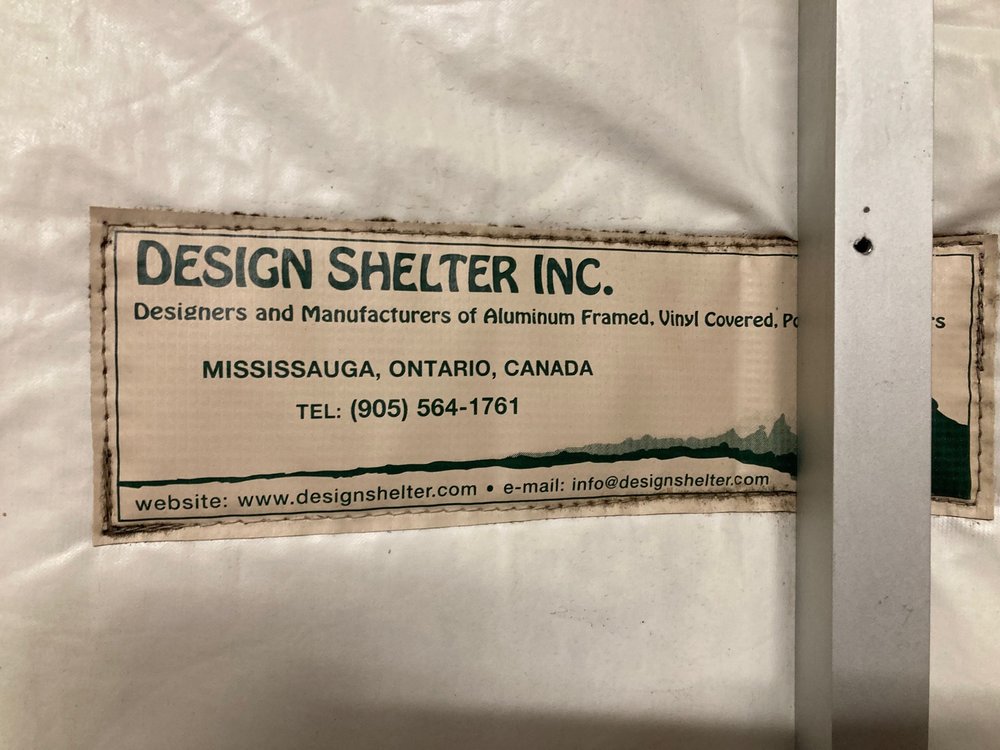 DESIGN SHELTER INC.
Designers and Manufacturers of Aluminum Framed, Vinyl Covered,
MISSISSAUGA, ONTARIO, CANADA
TEL: (905) 564-1761
website: www.designshelter.com • e-mail: info@designshelter.com